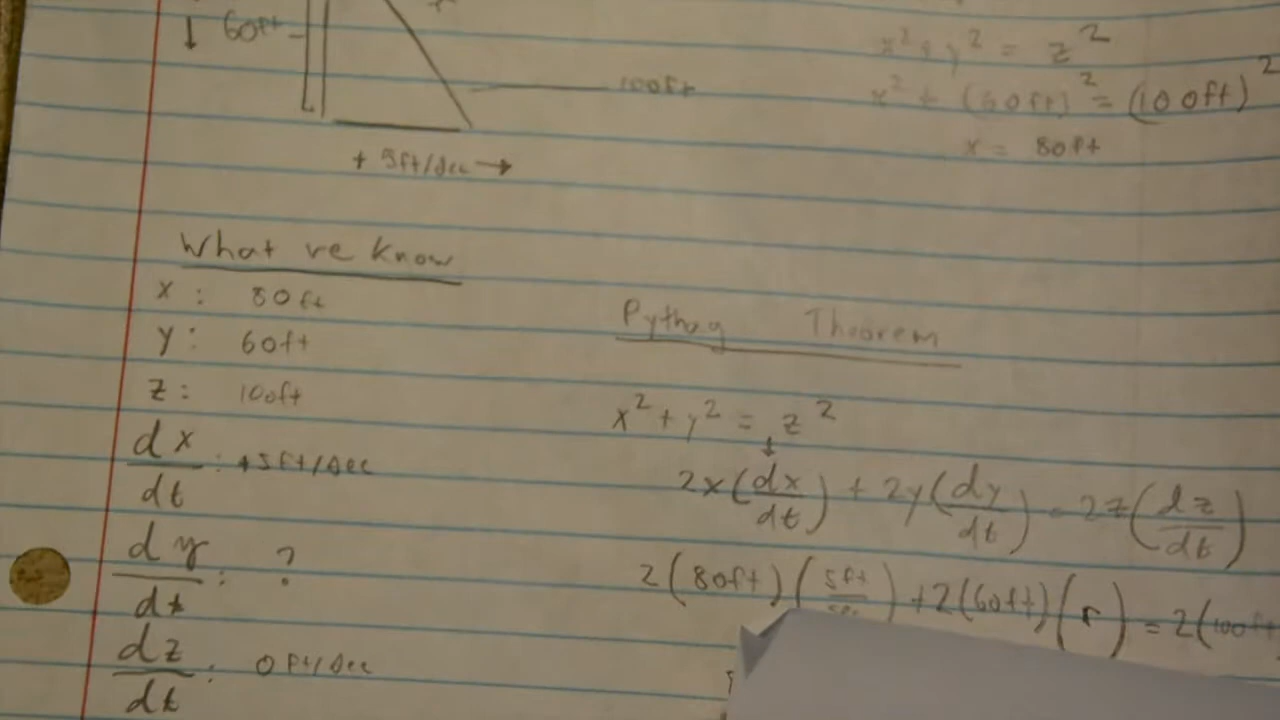 ↓ 60ft
x² + y² = z²
100ft
x² + (60ft)² = (100ft)²
x = 80ft
+ 5ft/sec →
What we know
x : 80ft
Pythag Theorem
y : 60ft
z : 100ft
x² + y² = z²
dx/dt : +5ft/sec
2x(dx/dt) + 2y(dy/dt) = 2z(dz/dt)
dy/dt : ?
2(80ft)(5ft/sec) + 2(60ft)( ) = 2(100ft
dz/dt : 0ft/sec